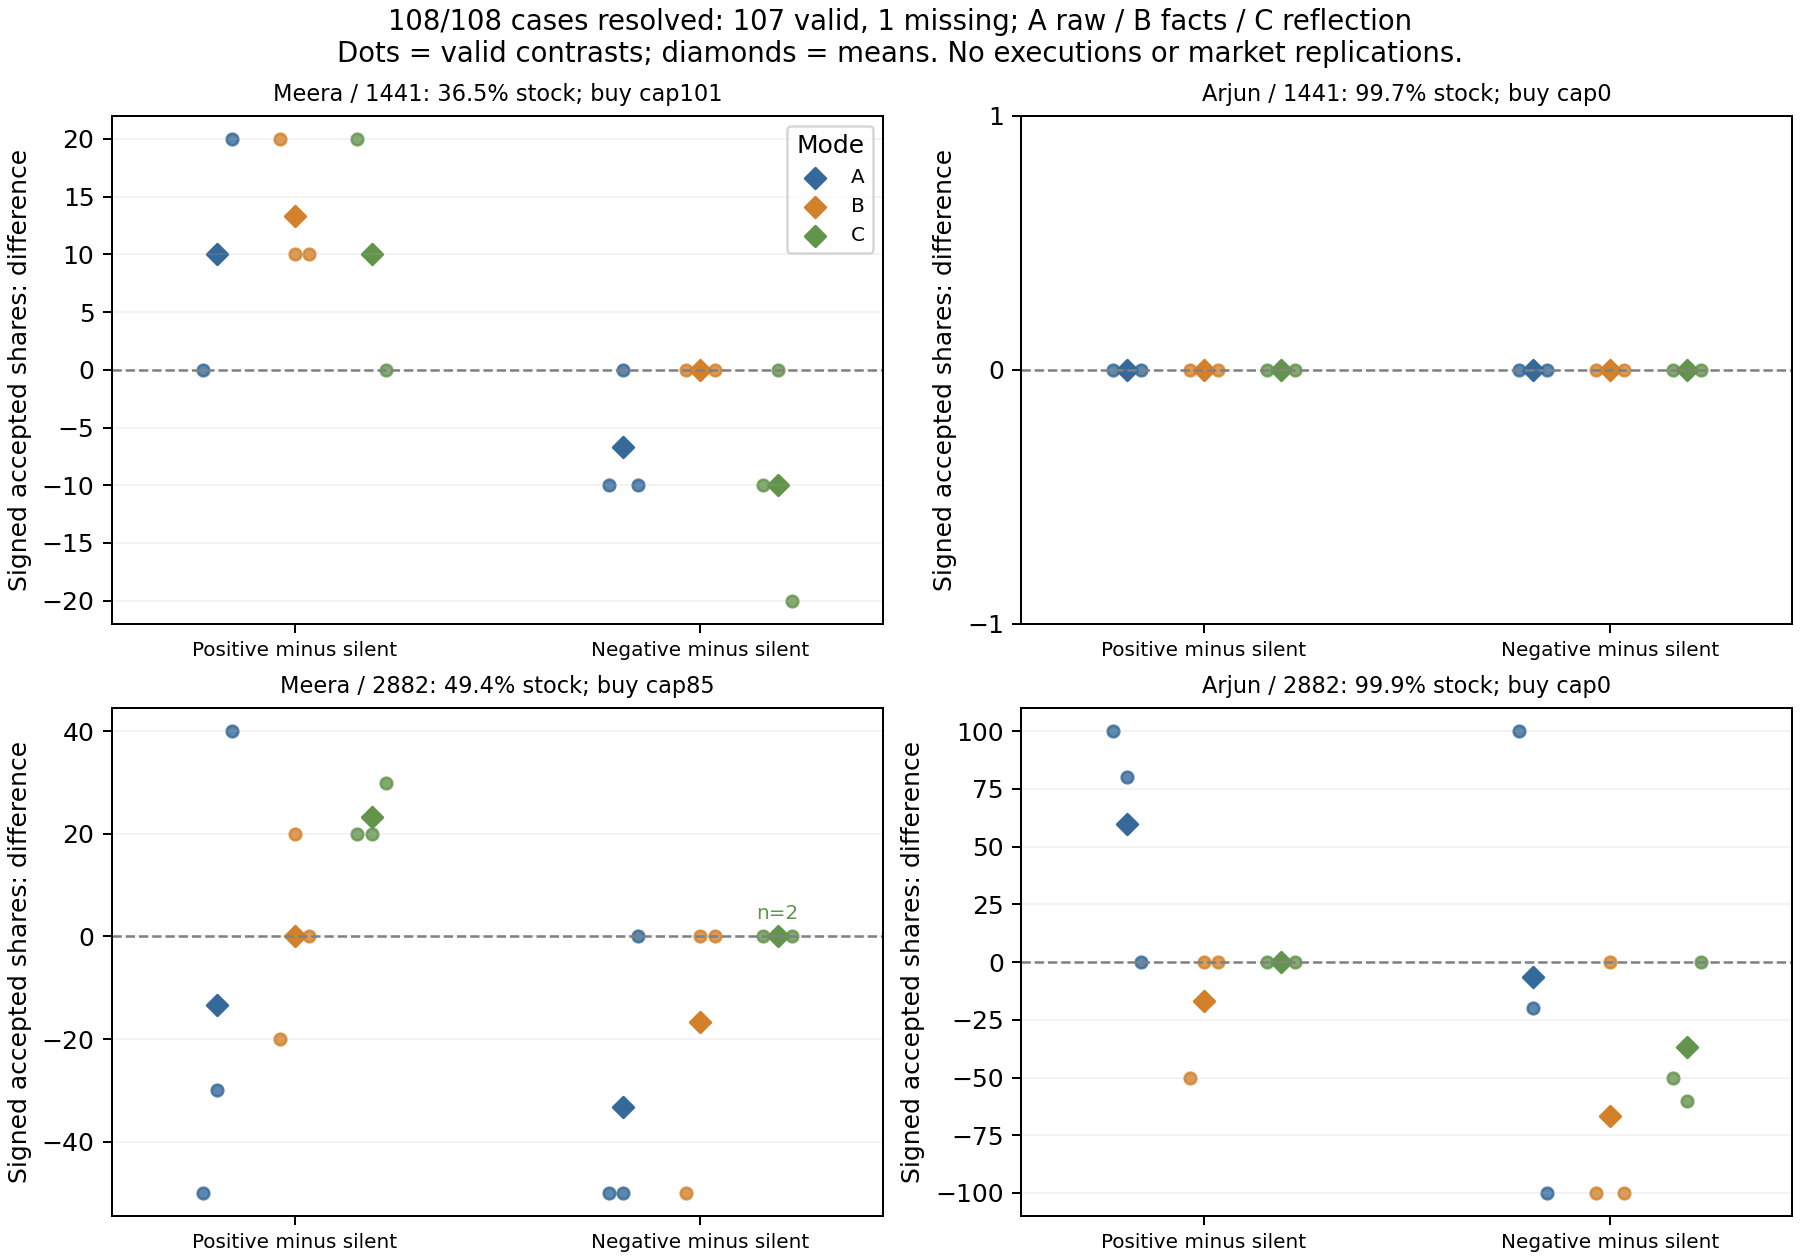 108/108 cases resolved: 107 valid, 1 missing; A raw / B facts / C reflection
Dots = valid contrasts; diamonds = means. No executions or market replications.
Meera / 1441: 36.5% stock; buy cap101
Signed accepted shares: difference
20
15
10
5
0
−5
−10
−15
−20
Mode
A
B
C
Positive minus silent
Negative minus silent
Arjun / 1441: 99.7% stock; buy cap0
Signed accepted shares: difference
1
0
−1
Positive minus silent
Negative minus silent
Meera / 2882: 49.4% stock; buy cap85
Signed accepted shares: difference
40
20
0
−20
−40
n=2
Positive minus silent
Negative minus silent
Arjun / 2882: 99.9% stock; buy cap0
Signed accepted shares: difference
100
75
50
25
0
−25
−50
−75
−100
Positive minus silent
Negative minus silent